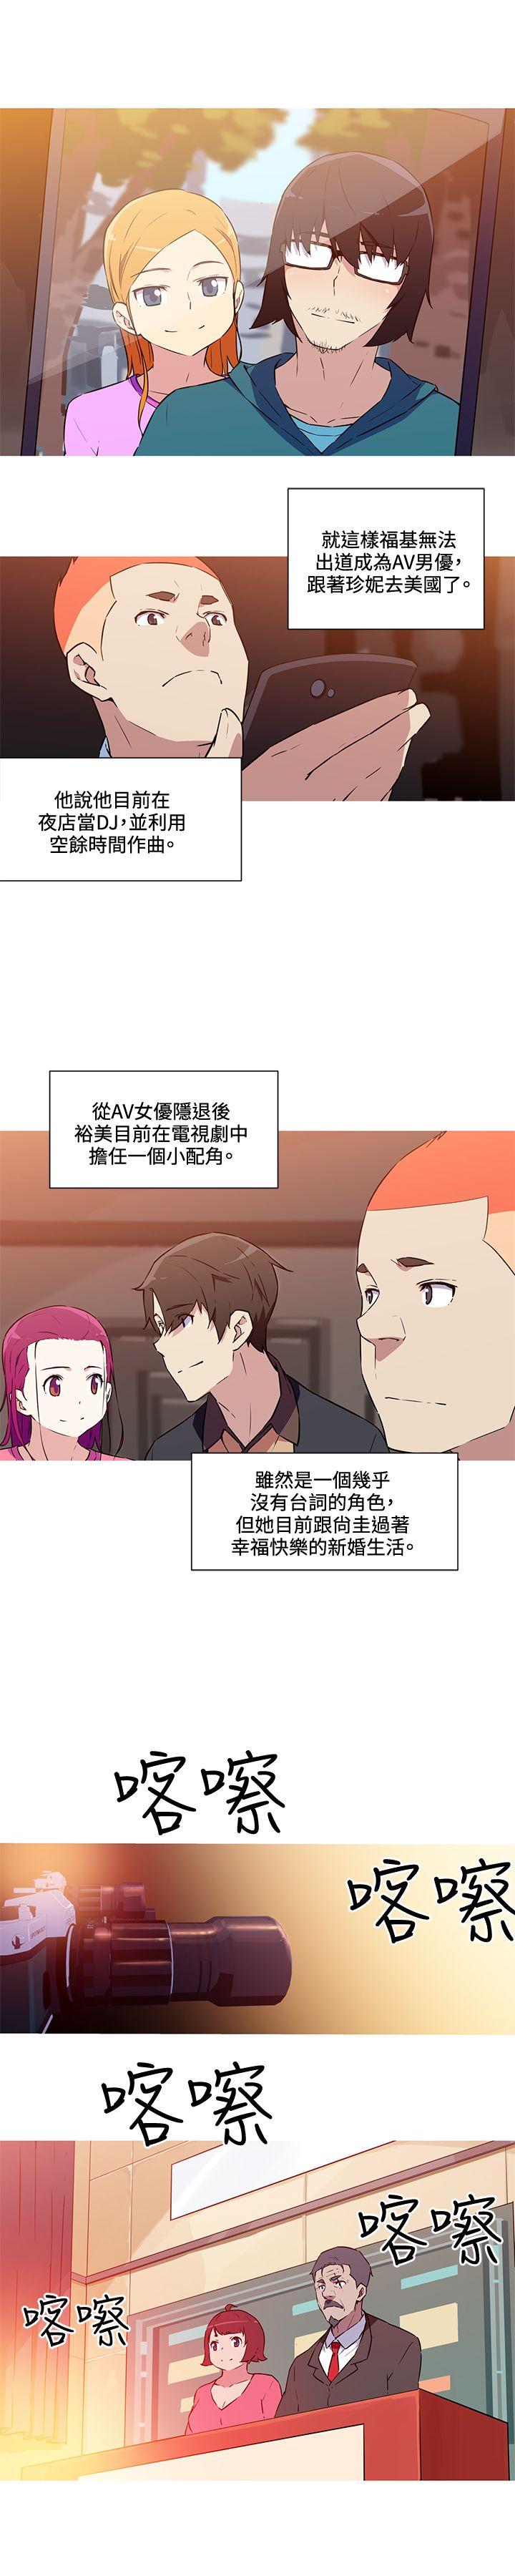 就這樣福基無法
出道成為AV男優，
跟著珍妮去美國了。
他說他目前在
夜店當DJ，並利用
空餘時間作曲。
從AV女優隱退後
裕美目前在電視劇中
擔任一個小配角。
雖然是一個幾乎
沒有台詞的角色，
但她目前跟尚圭過著
幸福快樂的新婚生活。
喀嚓
喀嚓
喀嚓
喀嚓
喀嚓